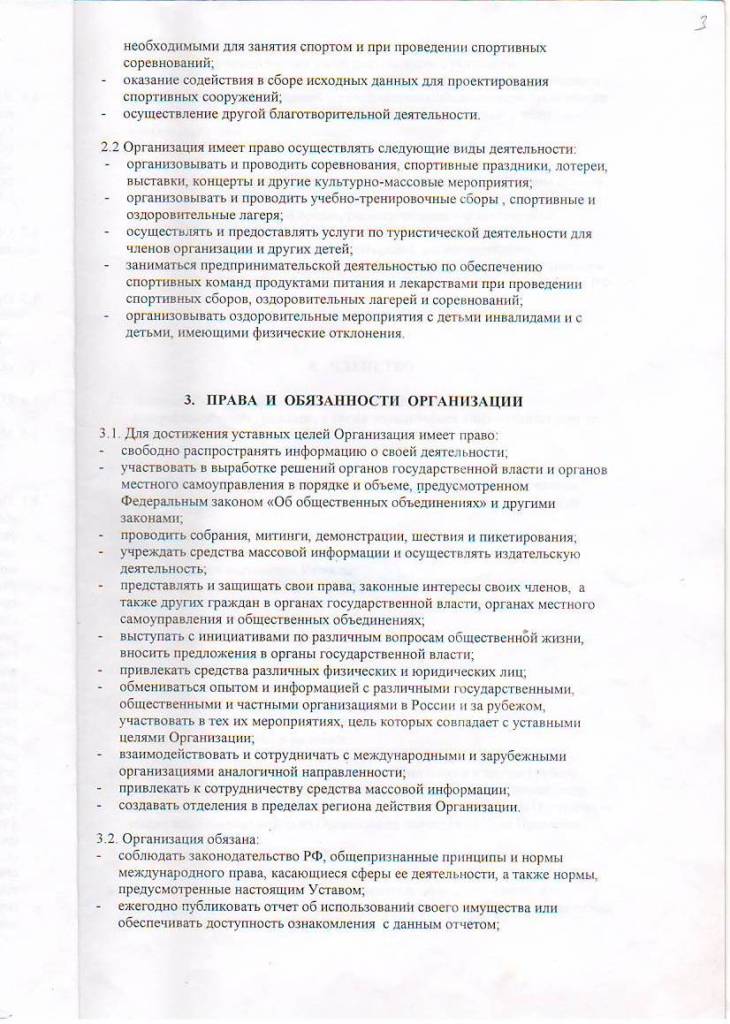 3
необходимыми для занятия спортом и при проведении спортивных
соревнований;
- оказание содействия в сборе исходных данных для проектирования
спортивных сооружений;
- осуществление другой благотворительной деятельности.
2.2 Организация имеет право осуществлять следующие виды деятельности:
- организовывать и проводить соревнования, спортивные праздники, лотереи,
выставки, концерты и другие культурно-массовые мероприятия;
- организовывать и проводить учебно-тренировочные сборы , спортивные и
оздоровительные лагеря;
- осуществлять и предоставлять услуги по туристической деятельности для
членов организации и других детей;
- заниматься предпринимательской деятельностью по обеспечению
спортивных команд продуктами питания и лекарствами при проведении
спортивных сборов, оздоровительных лагерей и соревнований;
- организовывать оздоровительные мероприятия с детьми инвалидами и с
детьми, имеющими физические отклонения.
3. ПРАВА И ОБЯЗАННОСТИ ОРГАНИЗАЦИИ
3.1. Для достижения уставных целей Организация имеет право:
- свободно распространять информацию о своей деятельности;
- участвовать в выработке решений органов государственной власти и органов
местного самоуправления в порядке и объеме, предусмотренном
Федеральным законом «Об общественных объединениях» и другими
законами;
- проводить собрания, митинги, демонстрации, шествия и пикетирования;
- учреждать средства массовой информации и осуществлять издательскую
деятельность;
- представлять и защищать свои права, законные интересы своих членов, а
также других граждан в органах государственной власти, органах местного
самоуправления и общественных объединениях;
- выступать с инициативами по различным вопросам общественной жизни,
вносить предложения в органы государственной власти;
- привлекать средства различных физических и юридических лиц;
- обмениваться опытом и информацией с различными государственными,
общественными и частными организациями в России и за рубежом,
участвовать в тех их мероприятиях, цель которых совпадает с уставными
целями Организации;
- взаимодействовать и сотрудничать с международными и зарубежными
организациями аналогичной направленности;
- привлекать к сотрудничеству средства массовой информации;
- создавать отделения в пределах региона действия Организации.
3.2. Организация обязана:
- соблюдать законодательство РФ, общепризнанные принципы и нормы
международного права, касающиеся сферы ее деятельности, а также нормы,
предусмотренные настоящим Уставом;
- ежегодно публиковать отчет об использовании своего имущества или
обеспечивать доступность ознакомления с данным отчетом;